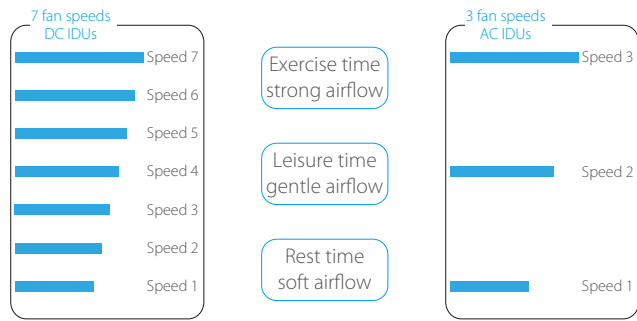 7 fan speeds
DC IDUs
Speed 7
Speed 6
Speed 5
Speed 4
Speed 3
Speed 2
Speed 1
Exercise time
strong airflow
Leisure time
gentle airflow
Rest time
soft airflow
3 fan speeds
AC IDUs
Speed 3
Speed 2
Speed 1